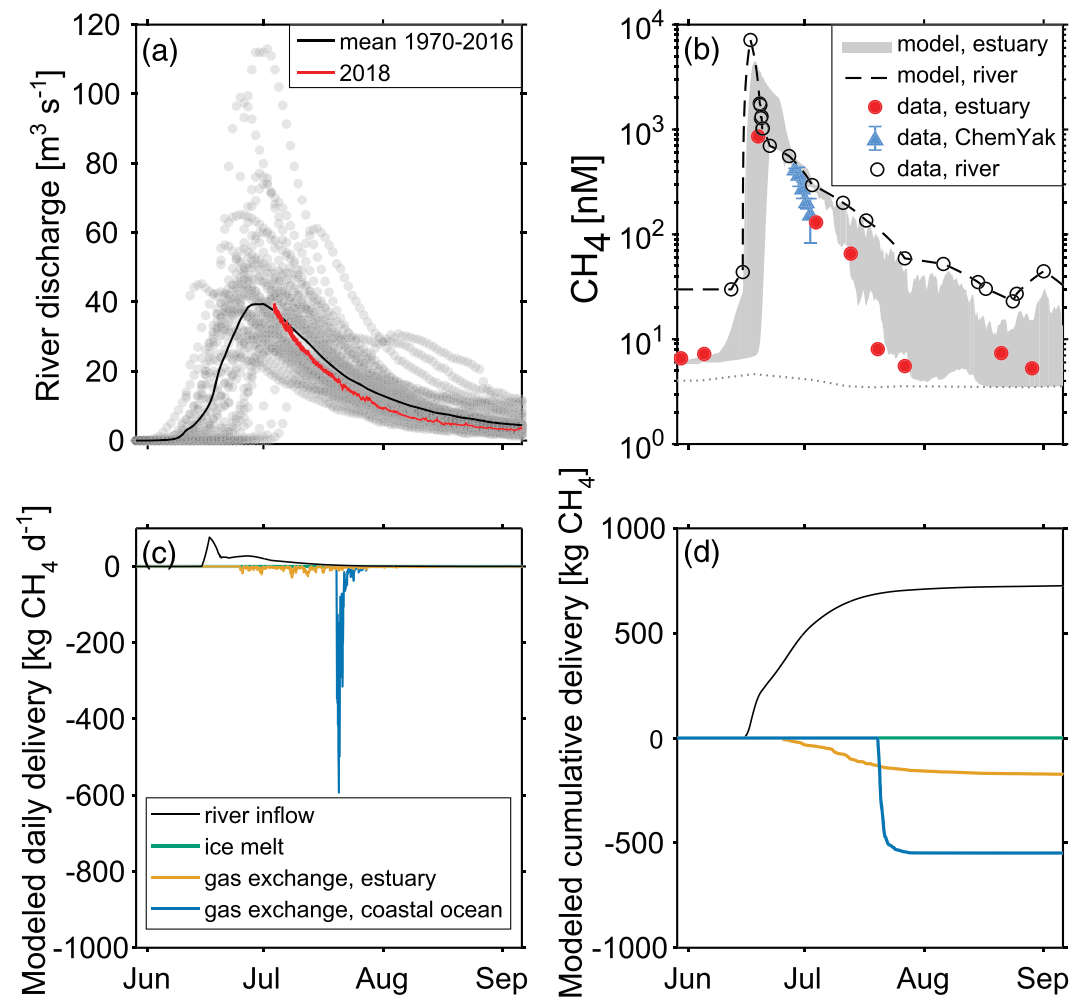 (a)
River discharge [m³ s⁻¹]
120
100
80
60
40
20
0
mean 1970-2016
2018
(b)
CH₄ [nM]
10⁴
10³
10²
10¹
10⁰
model, estuary
model, river
data, estuary
data, ChemYak
data, river
(c)
Modeled daily delivery [kg CH₄ d⁻¹]
0
-200
-400
-600
-800
-1000
river inflow
ice melt
gas exchange, estuary
gas exchange, coastal ocean
Jun
Jul
Aug
Sep
(d)
Modeled cumulative delivery [kg CH₄]
1000
500
0
-500
-1000
Jun
Jul
Aug
Sep